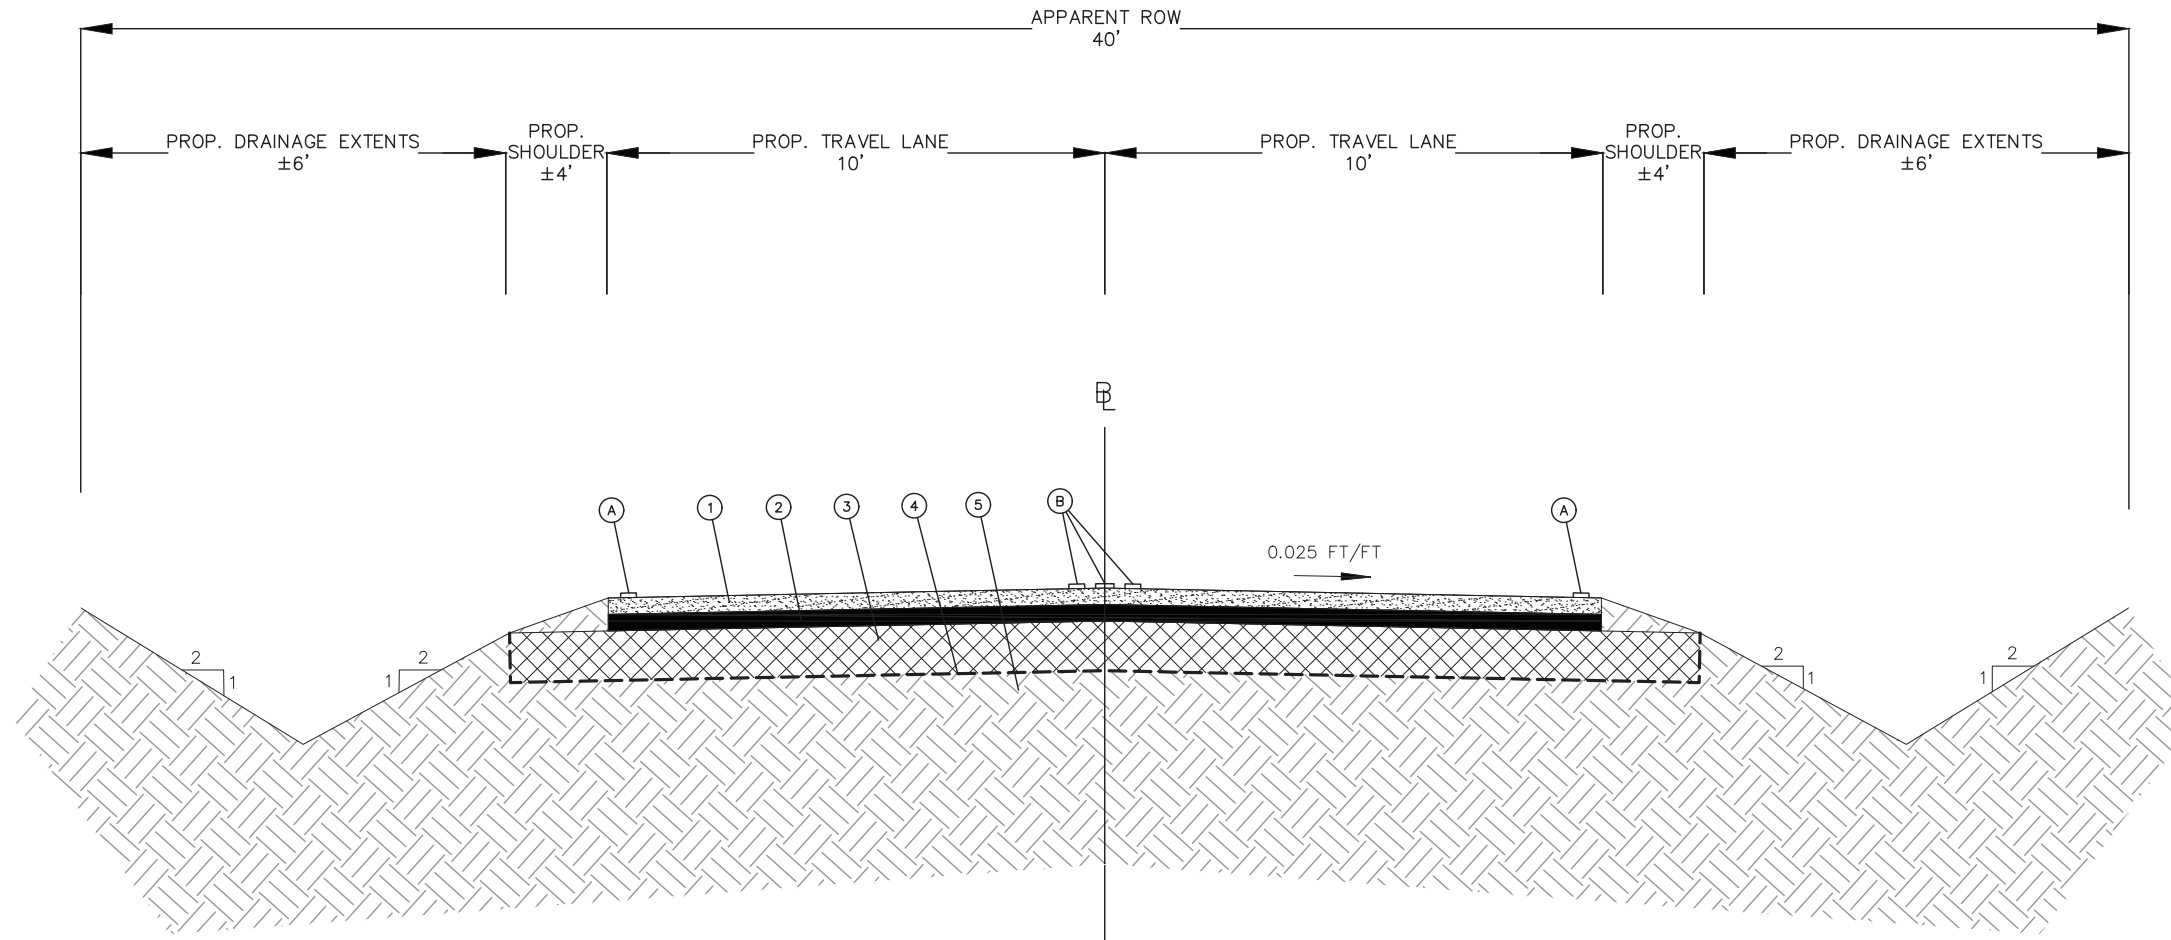 APPARENT ROW
40'
PROP. DRAINAGE EXTENTS
±6'
PROP.
SHOULDER
±4'
PROP. TRAVEL LANE
10'
PROP. TRAVEL LANE
10'
PROP.
SHOULDER
±4'
PROP. DRAINAGE EXTENTS
±6'
BL
A
1
2
3
4
5
B
A
0.025 FT/FT
2
1
2
1
2
1
2
1